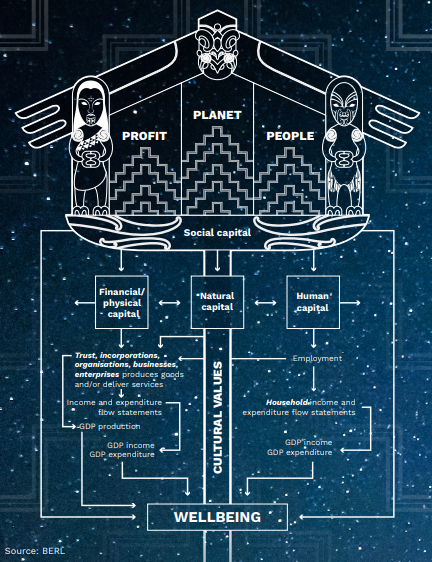 PLANET
PROFIT
PEOPLE
Social capital
Financial/
physical
capital
Natural
capital
Human
capital
Trust, incorporations,
organisations, businesses,
enterprises produces goods
and/or deliver services
Employment
Income and expenditure
flow statements
Household income and
expenditure flow statements
GDP production
GDP income
GDP expenditure
GDP income
GDP expenditure
CULTURAL VALUES
WELLBEING
Source: BERL